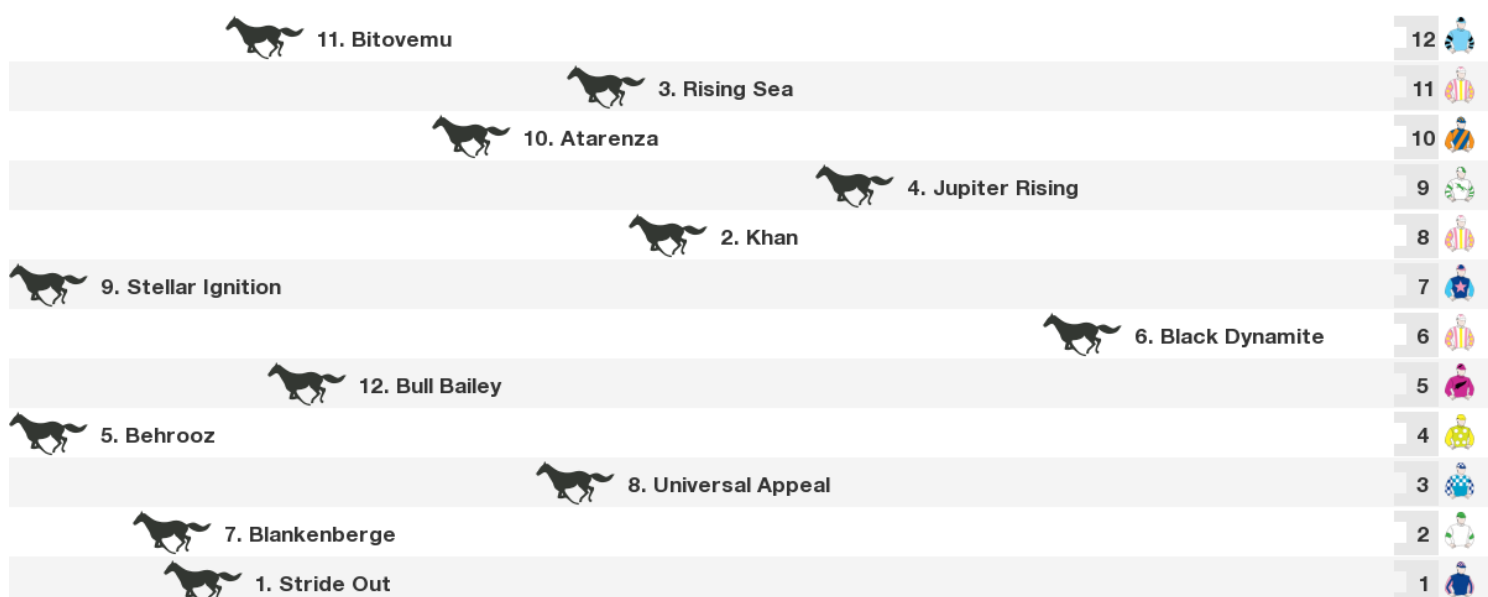 11. Bitovemu 12
3. Rising Sea 11
10. Atarenza 10
4. Jupiter Rising 9
2. Khan 8
9. Stellar Ignition 7
6. Black Dynamite 6
12. Bull Bailey 5
5. Behrooz 4
8. Universal Appeal 3
7. Blankenberge 2
1. Stride Out 1